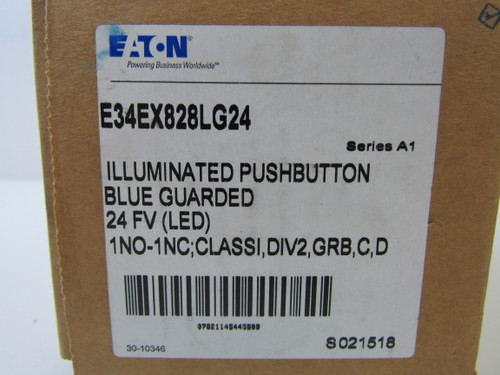 EATON
Powering Business Worldwide™
E34EX828LG24
Series A1
ILLUMINATED PUSHBUTTON
BLUE GUARDED
24 FV (LED)
1NO-1NC;CLASSI,DIV2,GRB,C,D
30-10346
S021518